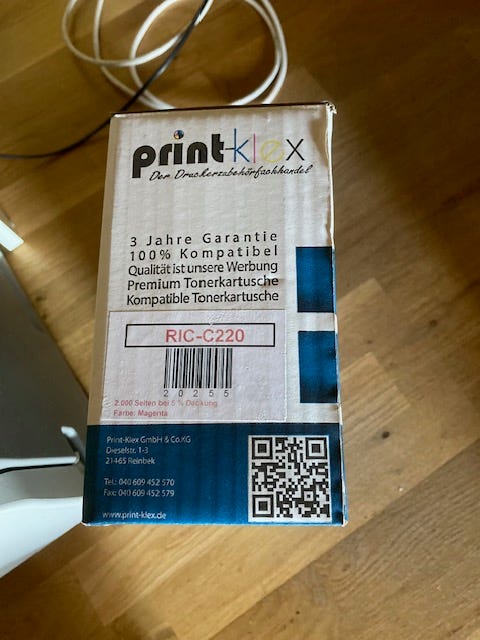 print-klex
Der Druckerzubehörfachhandel
3 Jahre Garantie
100% Kompatibel
Qualität ist unsere Werbung
Premium Tonerkartusche
Kompatible Tonerkartusche
RIC-C220
20255
2.000 Seiten bei 5 % Deckung
Farbe: Magenta
Print-Klex GmbH & Co.KG
Dieselstr. 1-3
21465 Reinbek
Tel.: 040 609 452 570
Fax: 040 609 452 579
www.print-klex.de